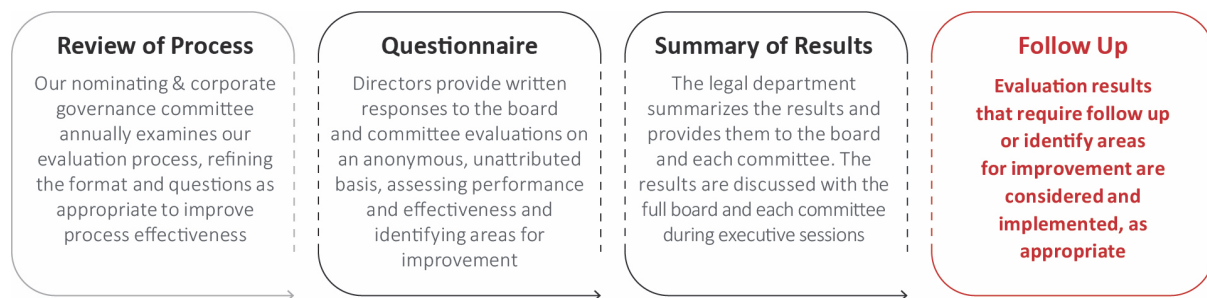 Review of Process
Our nominating & corporate
governance committee
annually examines our
evaluation process, refining
the format and questions as
appropriate to improve
process effectiveness
Questionnaire
Directors provide written
responses to the board
and committee evaluations on
an anonymous, unattributed
basis, assessing performance
and effectiveness and
identifying areas for
improvement
Summary of Results
The legal department
summarizes the results and
provides them to the board
and each committee. The
results are discussed with the
full board and each committee
during executive sessions
Follow Up
Evaluation results
that require follow up
or identify areas
for improvement are
considered and
implemented, as
appropriate